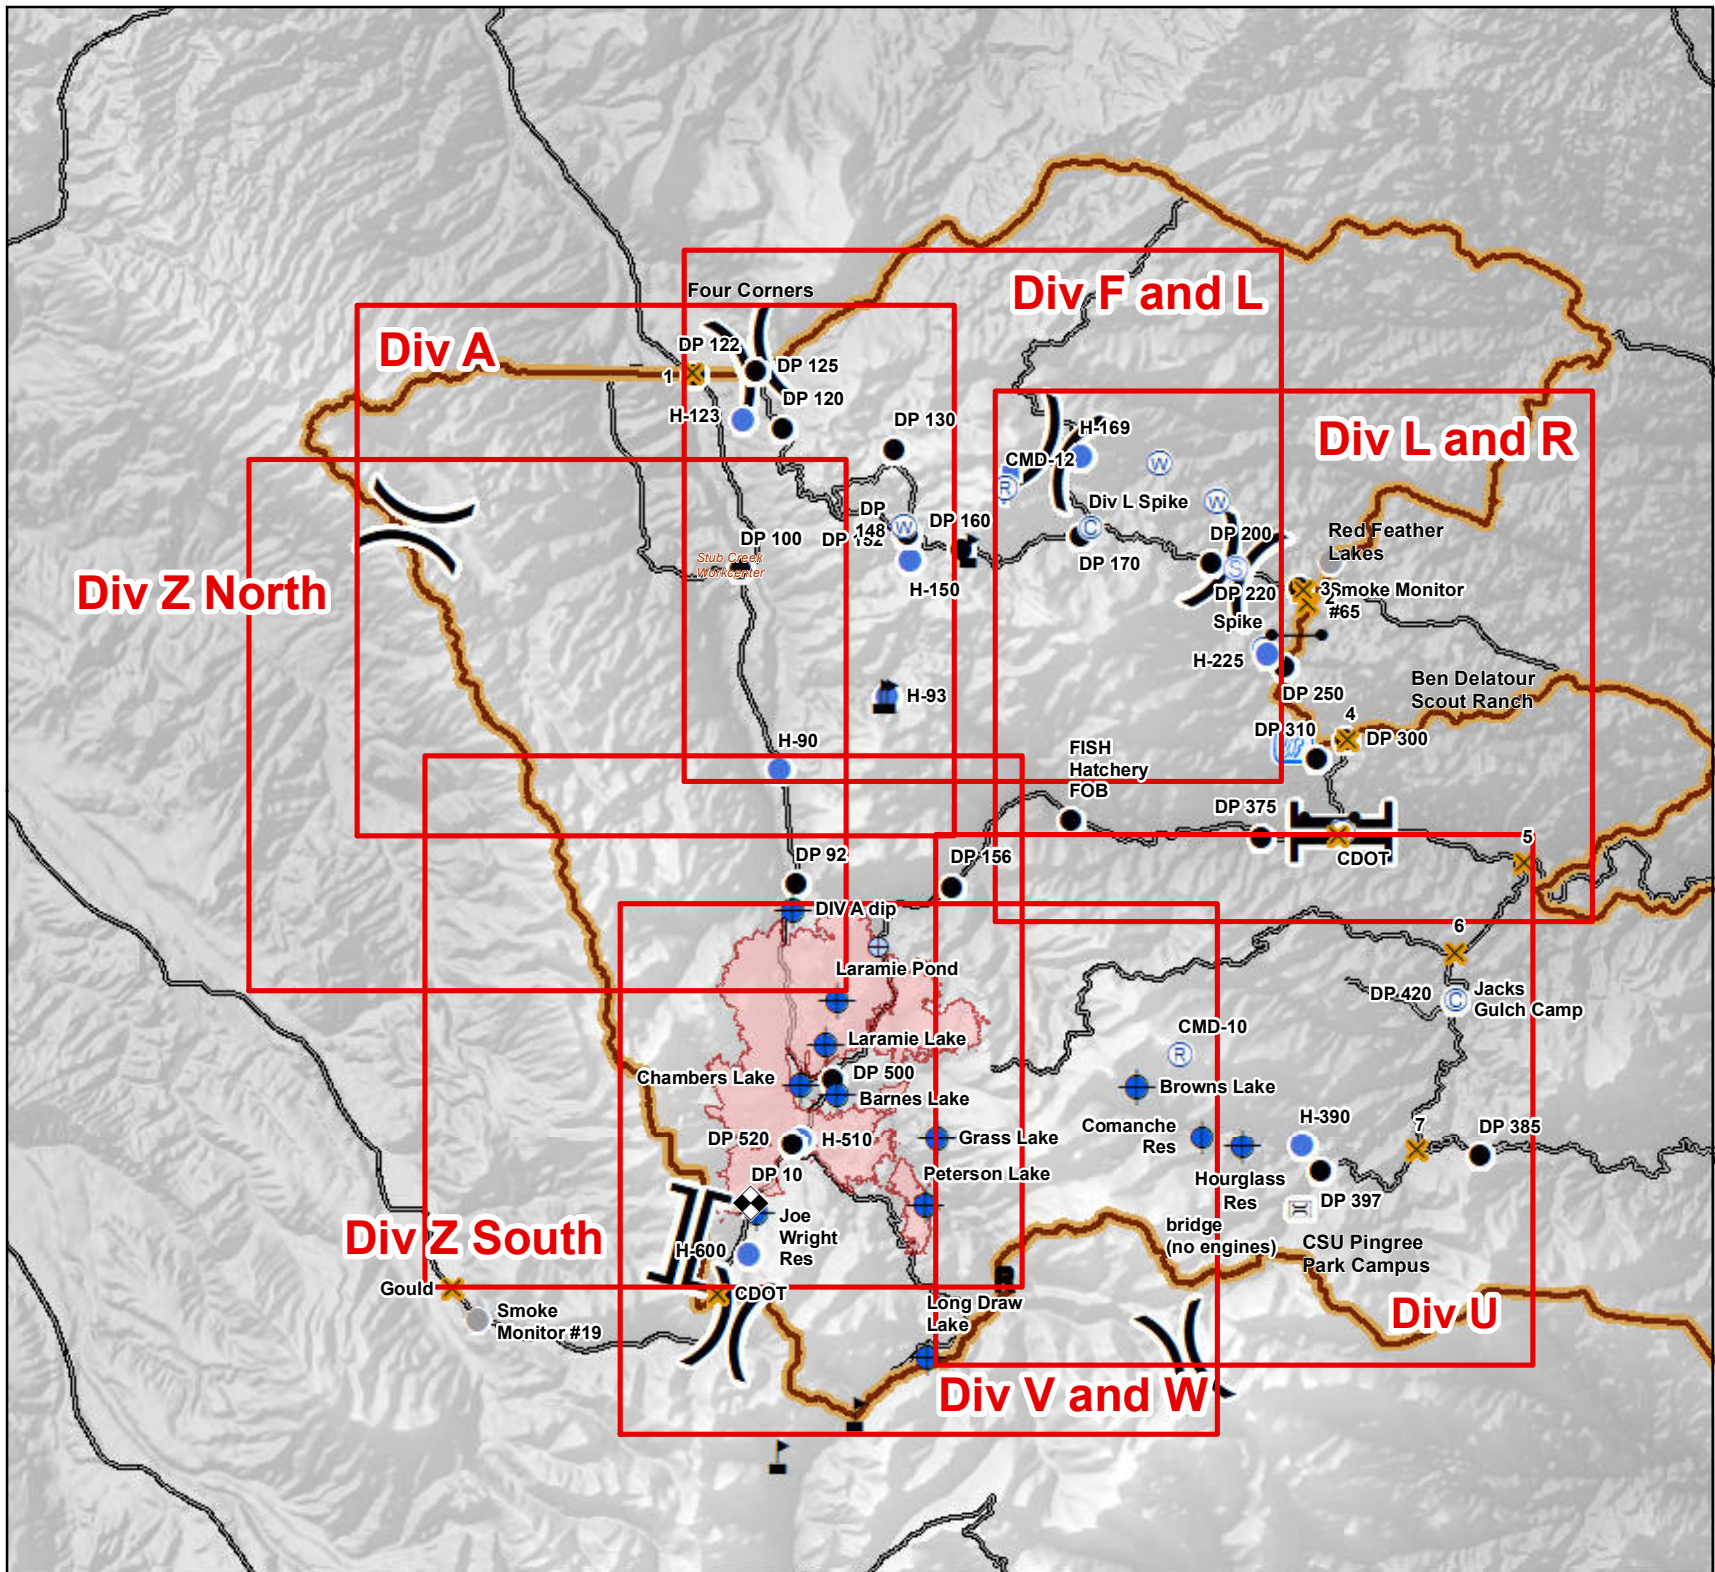 Div F and L
Four Corners
Div A
DP 122
DP 125
1
DP 120
H-123
DP 130
H-169
Div L and R
CMD-12
R
W
Div L Spike
W
DP
148
W
DP 160
DP 100
DP 152
C
DP 200
Red Feather
Lakes
Stub Creek
Workcenter
DP 170
S
Div Z North
H-150
DP 220
3
Smoke Monitor
2
#65
Spike
H-225
H-93
DP 250
Ben Delatour
Scout Ranch
4
DP 310
DP 300
H-90
FISH
Hatchery
FOB
DP 375
CDOT
5
DP 92
DP 156
DIV A dip
6
Laramie Pond
DP 420
C
Jacks
Gulch Camp
CMD-10
R
Laramie Lake
Chambers Lake
DP 500
Barnes Lake
Browns Lake
DP 520
H-510
Grass Lake
Comanche
Res
H-390
7
DP 385
DP 10
Peterson Lake
Hourglass
Res
DP 397
Joe
Wright
Res
Div Z South
H-600
bridge
(no engines)
CSU Pingree
Park Campus
Gould
CDOT
Smoke
Monitor #19
Long Draw
Lake
Div U
Div V and W